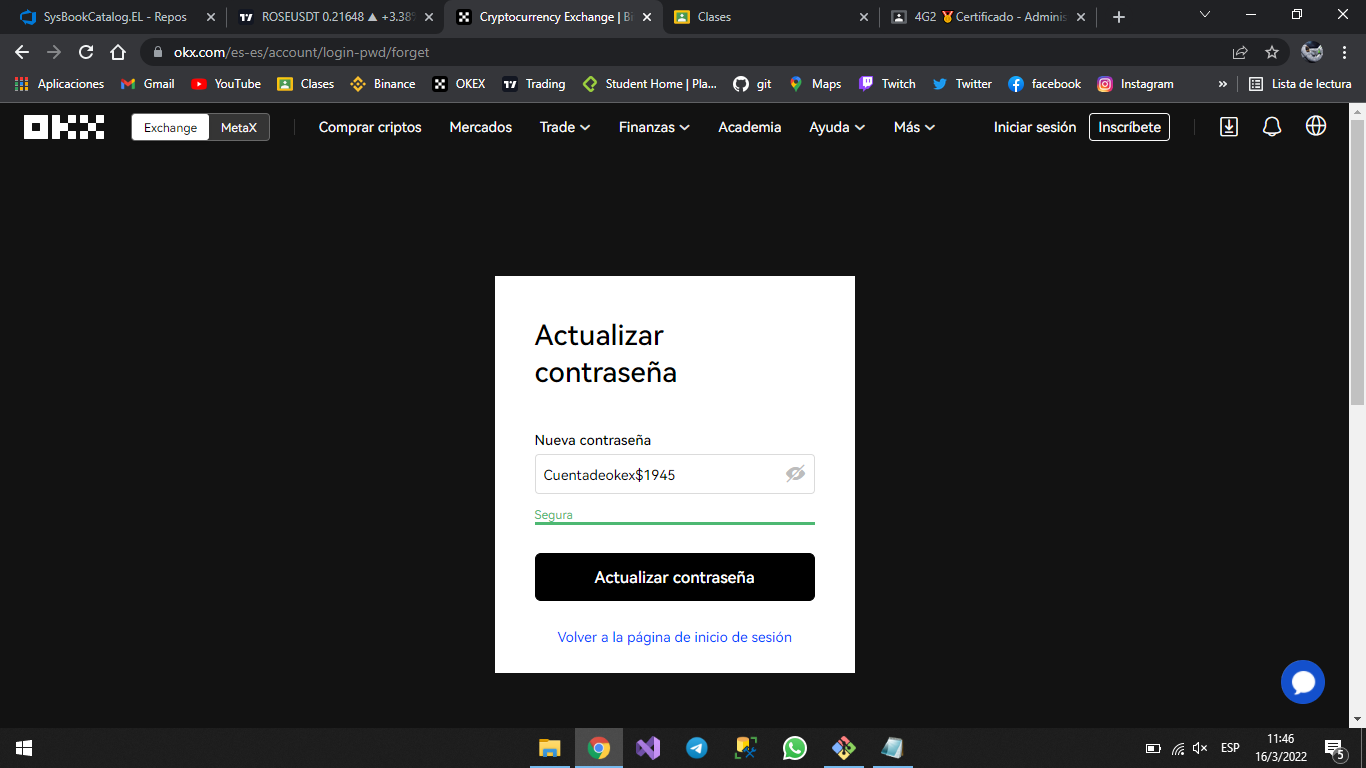 SysBookCatalog.EL - Repos
ROSEUSDT 0.21648 ▲ +3.38%
Cryptocurrency Exchange | Bi
Clases
4G2 🏅Certificado - Adminis
okx.com/es-es/account/login-pwd/forget
Aplicaciones
Gmail
YouTube
Clases
Binance
OKEX
Trading
Student Home | Pla...
git
Maps
Twitch
Twitter
facebook
Instagram
»
Lista de lectura
OKX
Exchange
MetaX
Comprar criptos
Mercados
Trade
Finanzas
Academia
Ayuda
Más
Iniciar sesión
Inscríbete
Actualizar
contraseña
Nueva contraseña
Cuentadeokex$1945
Segura
Actualizar contraseña
Volver a la página de inicio de sesión
ESP
11:46
16/3/2022
5